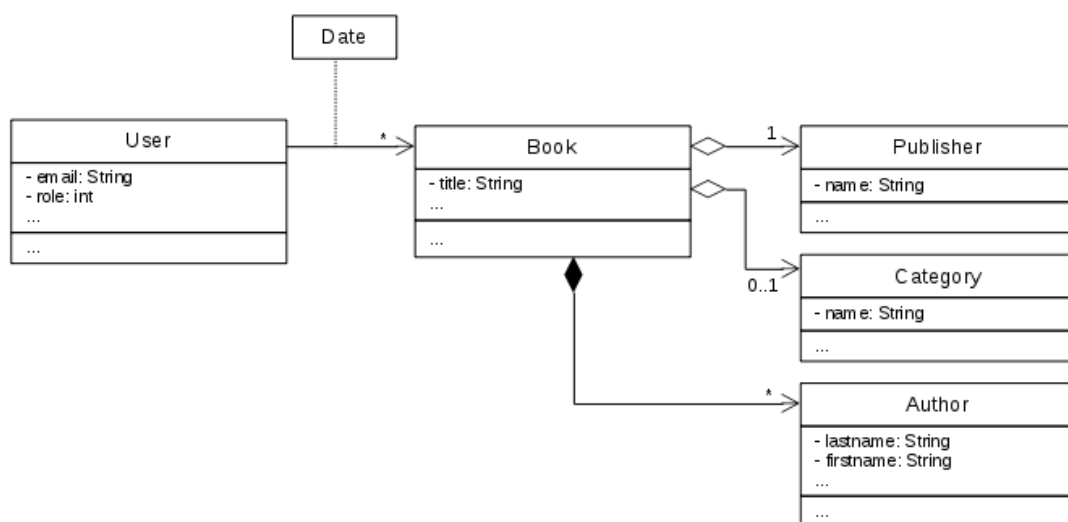 Date
User
- email: String
- role: int
...
...
*
Book
- title: String
...
...
1
Publisher
- name: String
...
0..1
Category
- name: String
...
*
Author
- lastname: String
- firstname: String
...
...